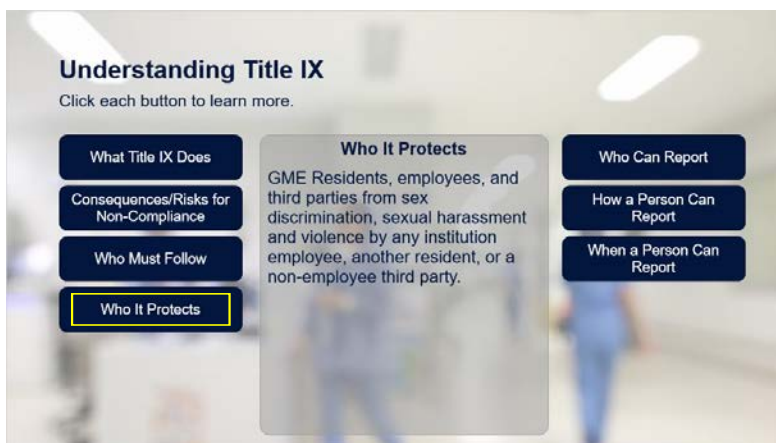 Understanding Title IX
Click each button to learn more.
What Title IX Does
Consequences/Risks for
Non-Compliance
Who Must Follow
Who It Protects
Who It Protects
GME Residents, employees, and
third parties from sex
discrimination, sexual harassment
and violence by any institution
employee, another resident, or a
non-employee third party.
Who Can Report
How a Person Can
Report
When a Person Can
Report